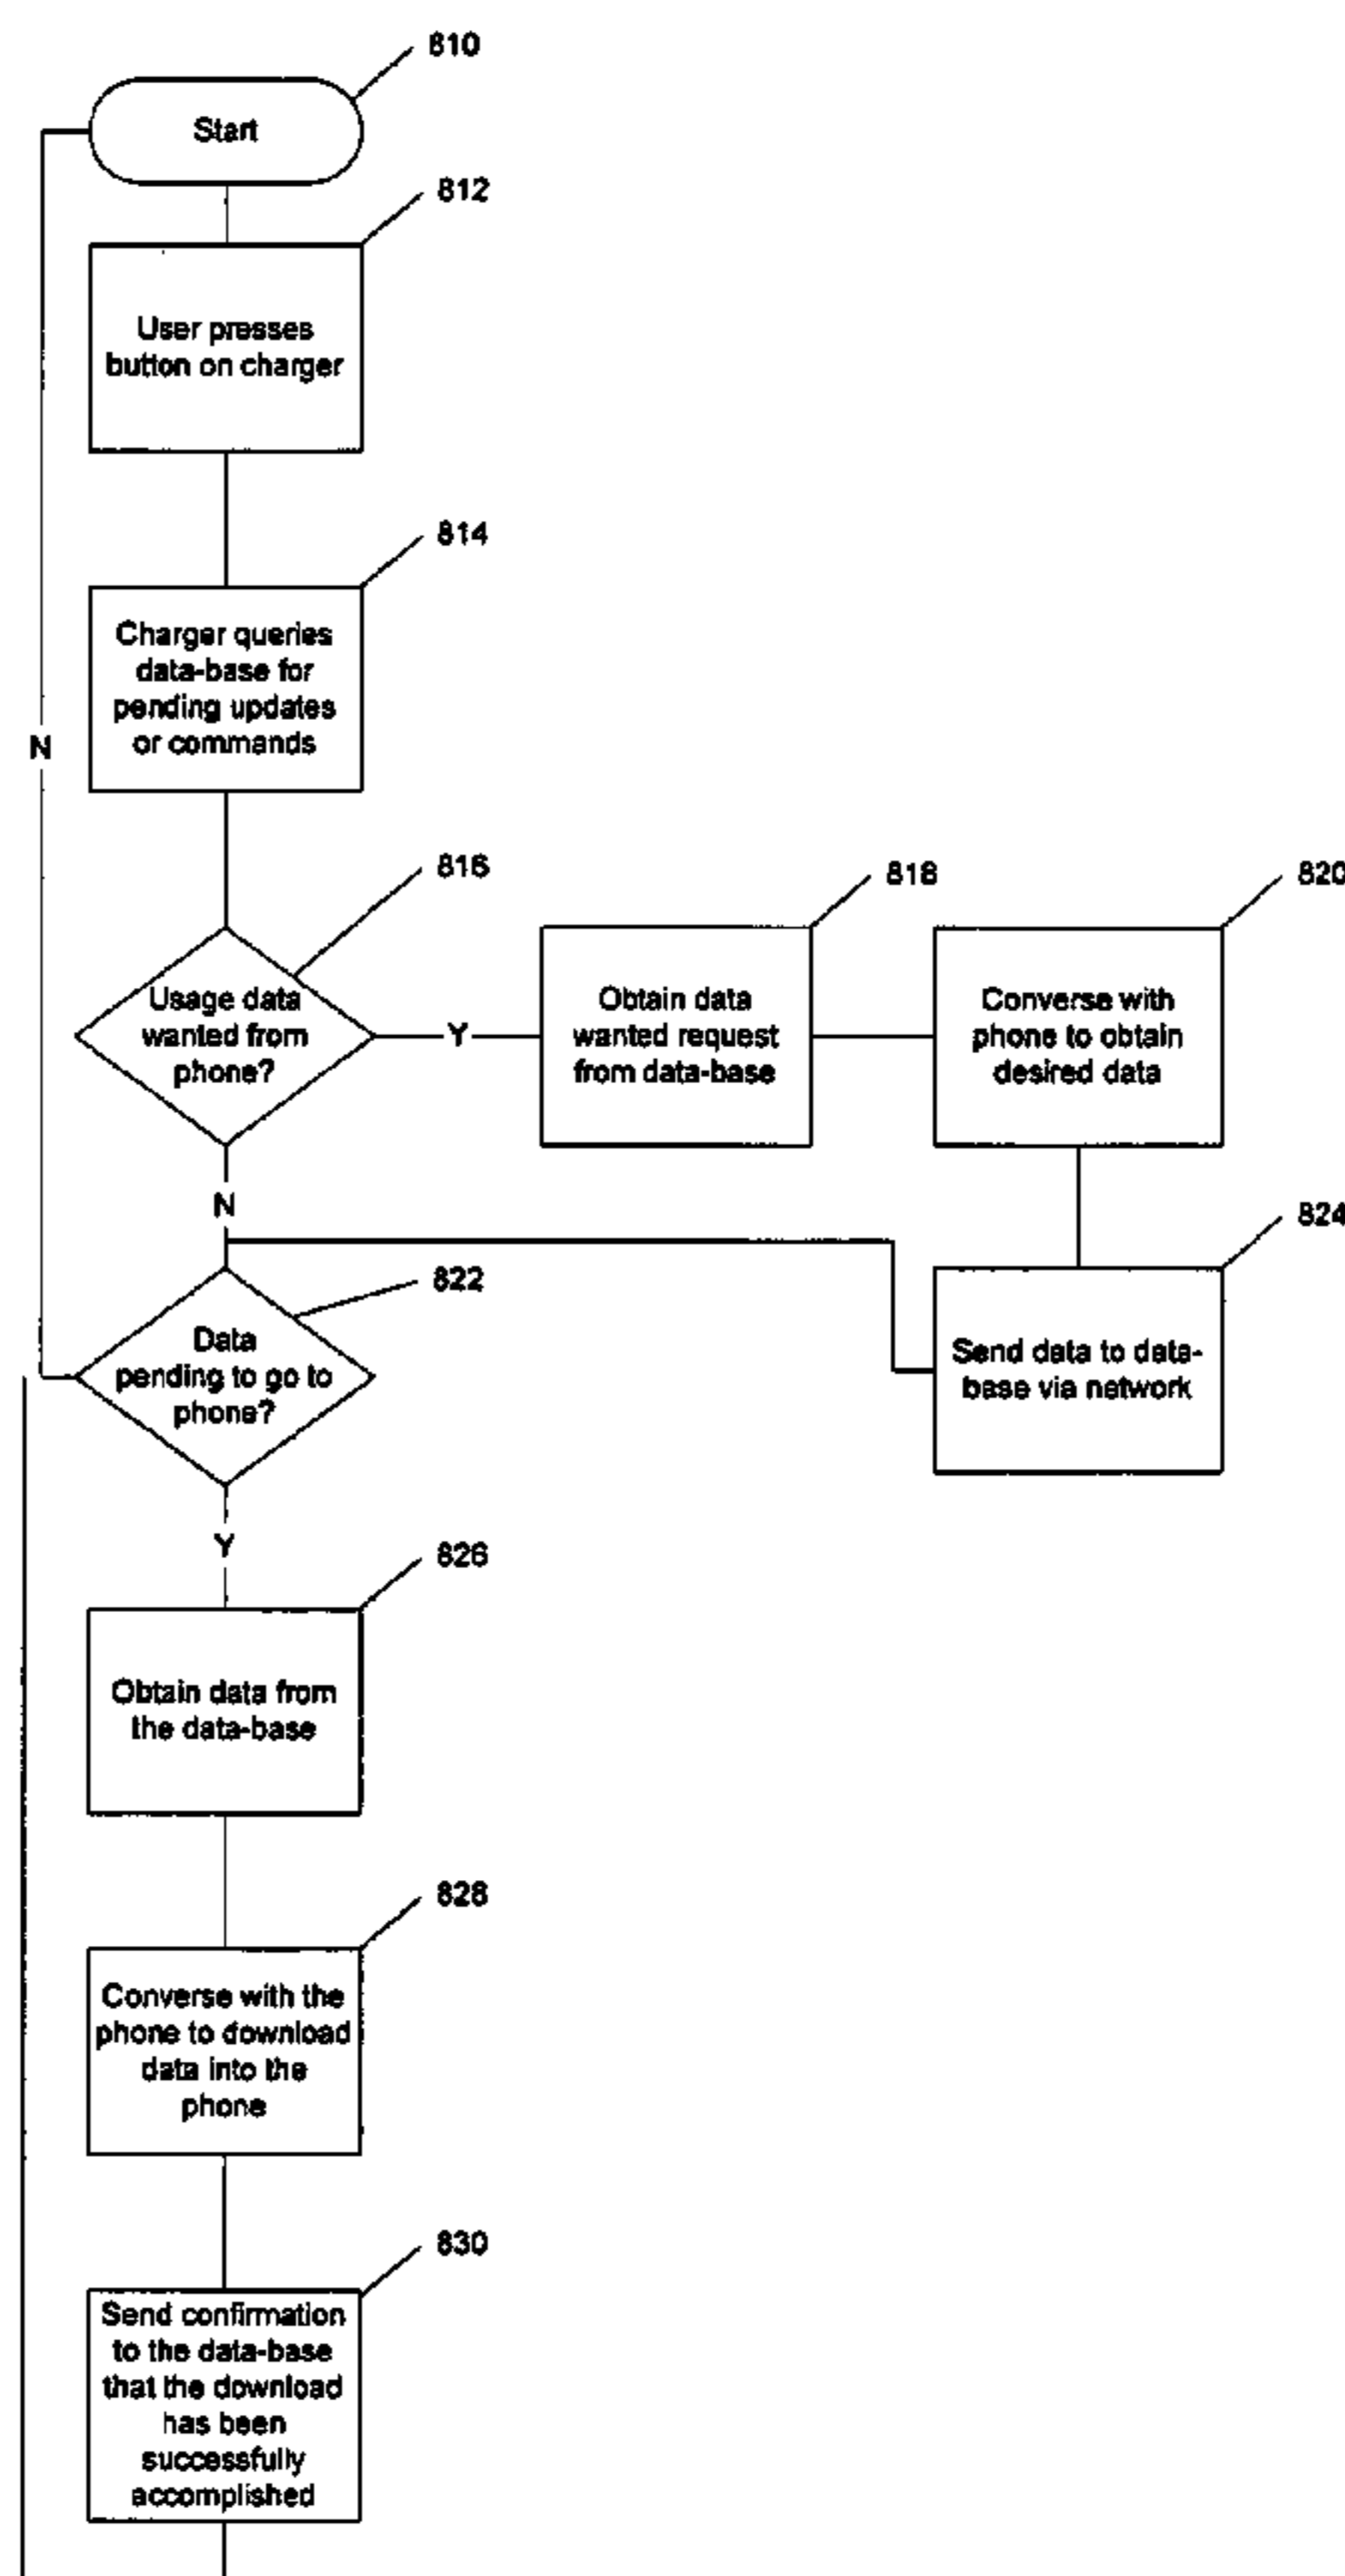 810
Start
812
User presses
button on charger
814
Charger queries
data-base for
pending updates
or commands
N
816
818
820
Usage data
wanted from
phone?
Y
Obtain data
wanted request
from data-base
Converse with
phone to obtain
desired data
N
824
822
Data
pending to go to
phone?
Send data to data-
base via network
Y
826
Obtain data from
the data-base
828
Converse with the
phone to download
data into the
phone
830
Send confirmation
to the data-base
that the download
has been
successfully
accomplished